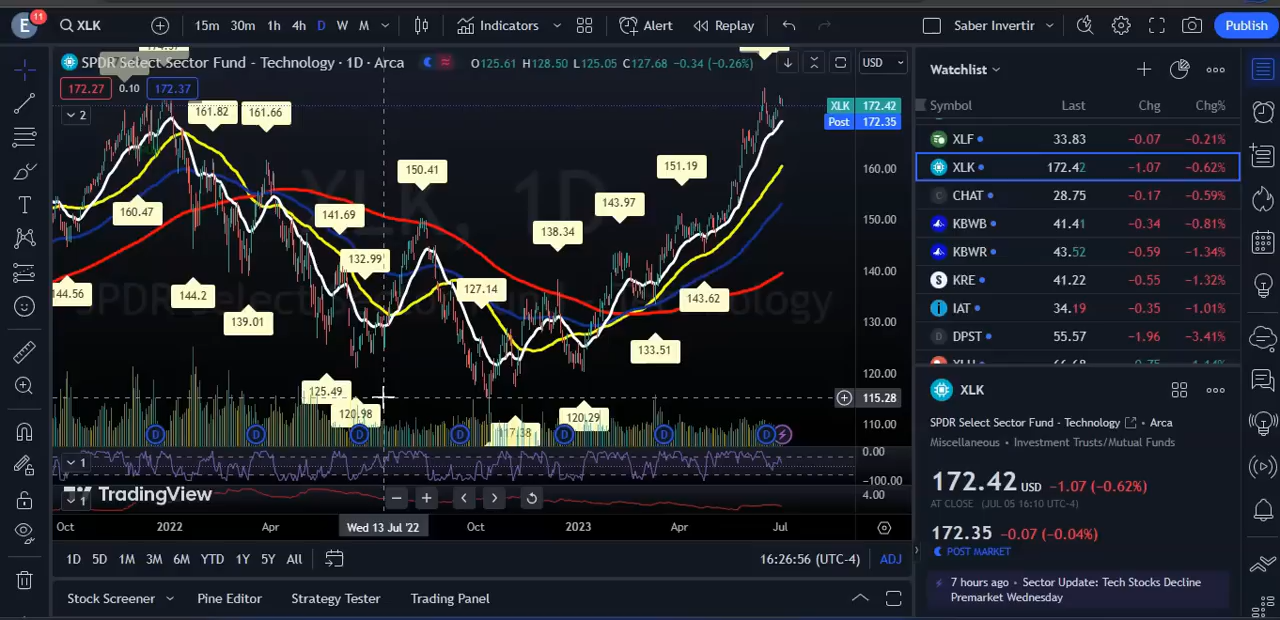 E 11 XLK 15m 30m 1h 4h D W M Indicators Alert Replay Saber Invertir Publish
SPDR Select Sector Fund - Technology · 1D · Arca O125.61 H128.50 L125.05 C127.68 −0.34 (−0.26%) USD
172.27 0.10 172.37
2
XLK, 1D
SPDR Select Sector Fund - Technology
161.82 161.66
160.47
144.56
144.2
139.01
141.69
132.99
150.41
125.49
120.98
127.14
117.38
138.34
120.29
143.97
133.51
151.19
143.62
XLK 172.42
Post 172.35
160.00
150.00
140.00
130.00
120.00
115.28
110.00
D D D D D D D
1 0.00
−100.00
1 4.00
TradingView
Oct 2022 Apr Wed 13 Jul '22 Oct 2023 Apr Jul
1D 5D 1M 3M 6M YTD 1Y 5Y All 16:26:56 (UTC-4) ADJ
Stock Screener Pine Editor Strategy Tester Trading Panel
Watchlist
Symbol Last Chg Chg%
XLF 33.83 −0.07 −0.21%
XLK 172.42 −1.07 −0.62%
CHAT 28.75 −0.17 −0.59%
KBWB 41.41 −0.34 −0.81%
KBWR 43.52 −0.59 −1.34%
KRE 41.22 −0.55 −1.32%
IAT 34.19 −0.35 −1.01%
DPST 55.57 −1.96 −3.41%
XLK
SPDR Select Sector Fund - Technology · Arca
Miscellaneous · Investment Trusts/Mutual Funds
172.42 USD −1.07 (−0.62%)
AT CLOSE (JUL 05 16:10 UTC-4)
172.35 −0.07 (−0.04%)
POST MARKET
7 hours ago · Sector Update: Tech Stocks Decline
Premarket Wednesday